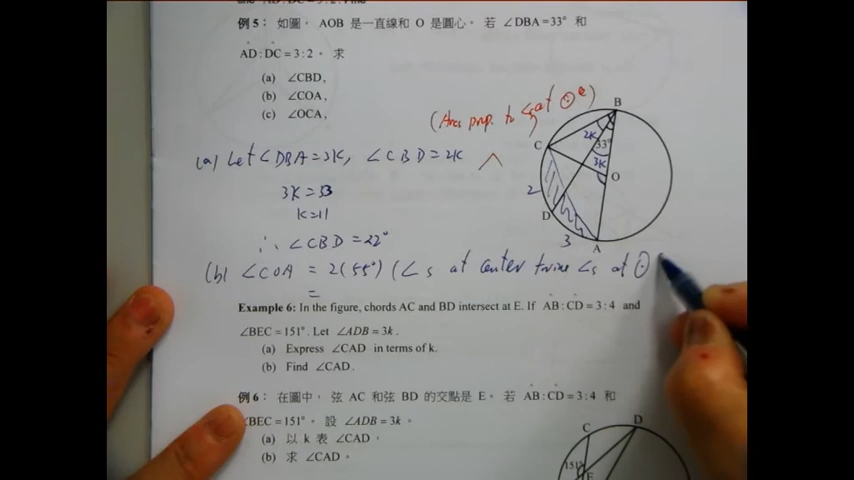 例 5： 如圖， AOB 是一直線和 O 是圓心。若 ∠DBA=33° 和
AD:DC=3:2。求
(a) ∠CBD,
(b) ∠COA,
(c) ∠OCA,
(Arcs prop. to ∠s at ⊙ce)
B
2K
33°
3K
C
O
2
D
3
A
(a) Let ∠DBA=3K, ∠CBD=2K
3K=33
K=11
∴ ∠CBD=22°
(b) ∠COA = 2(55°) (∠s at center twice ∠s at ⊙
=
Example 6: In the figure, chords AC and BD intersect at E. If AB:CD=3:4 and
∠BEC=151°. Let ∠ADB=3k.
(a) Express ∠CAD in terms of k.
(b) Find ∠CAD.
例 6： 在圖中， 弦 AC 和弦 BD 的交點是 E。若 AB:CD=3:4 和
∠BEC=151°。設 ∠ADB=3k。
(a) 以 k 表 ∠CAD，
(b) 求 ∠CAD。
C
D
151°
E